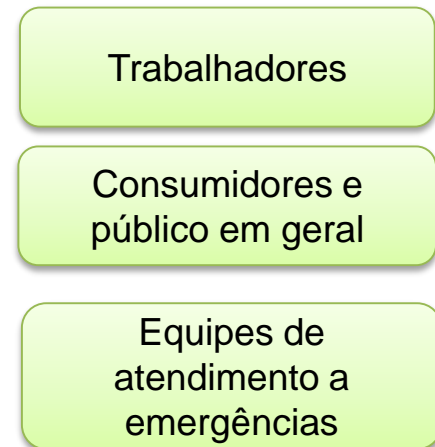 Trabalhadores
Consumidores e
público em geral
Equipes de
atendimento a
emergências